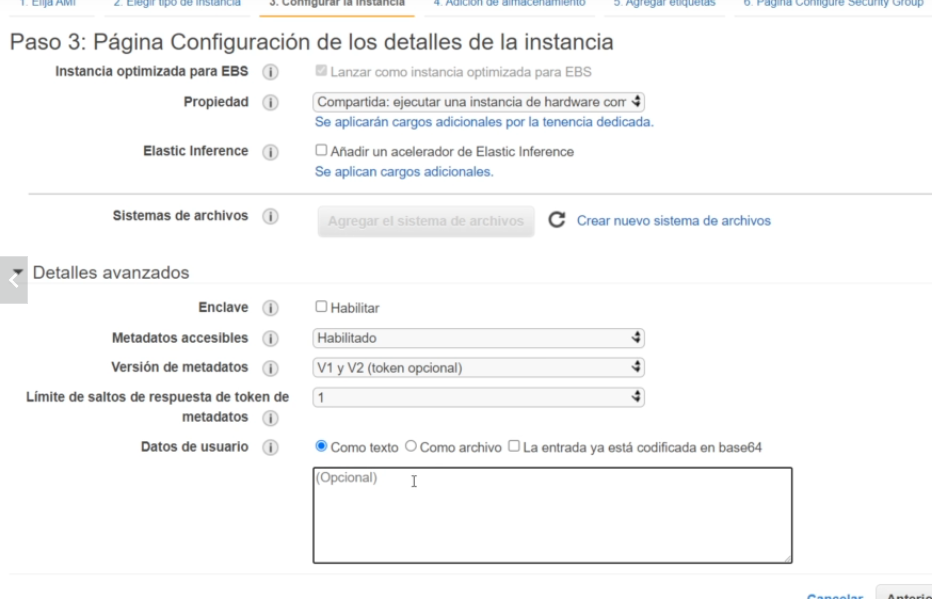 1. Elija AMI 2. Elegir tipo de instancia 3. Configurar la instancia 4. Adición de almacenamiento 5. Agregar etiquetas 6. Página Configure Security Group
Paso 3: Página Configuración de los detalles de la instancia
Instancia optimizada para EBS Lanzar como instancia optimizada para EBS
Propiedad Compartida: ejecutar una instancia de hardware com
Se aplicarán cargos adicionales por la tenencia dedicada.
Elastic Inference Añadir un acelerador de Elastic Inference
Se aplican cargos adicionales.
Sistemas de archivos Agregar el sistema de archivos Crear nuevo sistema de archivos
Detalles avanzados
Enclave Habilitar
Metadatos accesibles Habilitado
Versión de metadatos V1 y V2 (token opcional)
Límite de saltos de respuesta de token de 1
metadatos
Datos de usuario Como texto Como archivo La entrada ya está codificada en base64
(Opcional)
Cancelar Anterio